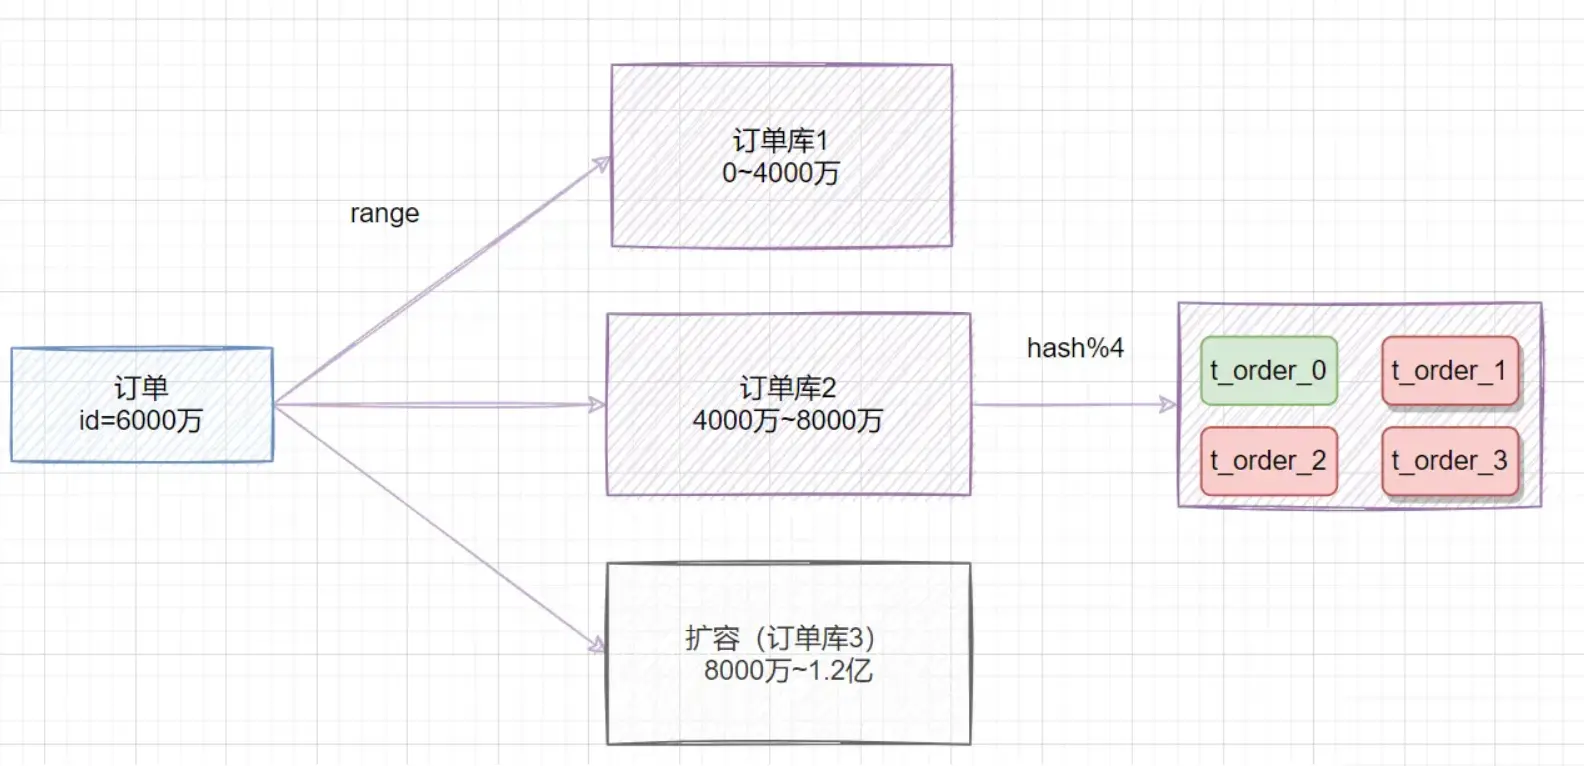 订单库1
0~4000万
range
订单
id=6000万
订单库2
4000万~8000万
hash%4
t_order_0
t_order_1
t_order_2
t_order_3
扩容（订单库3）
8000万~1.2亿